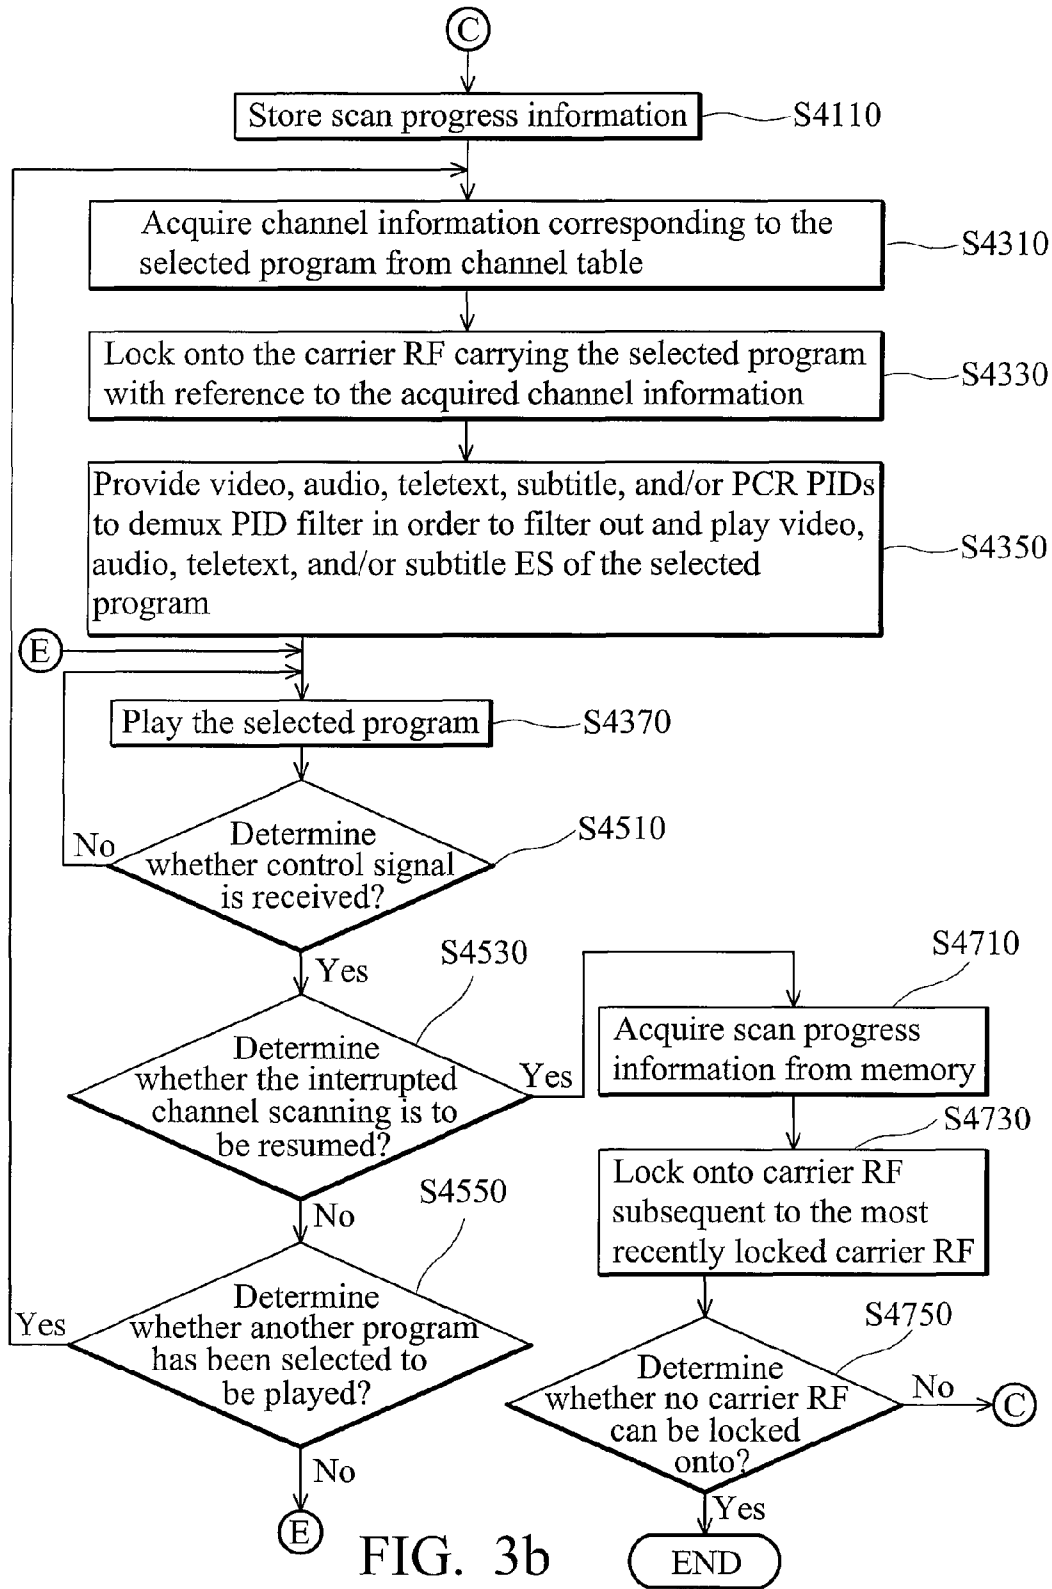 C
Store scan progress information
S4110
Acquire channel information corresponding to the
selected program from channel table
S4310
Lock onto the carrier RF carrying the selected program
with reference to the acquired channel information
S4330
Provide video, audio, teletext, subtitle, and/or PCR PIDs
to demux PID filter in order to filter out and play video,
audio, teletext, and/or subtitle ES of the selected
program
S4350
E
Play the selected program
S4370
Determine
whether control signal
is received?
S4510
No
Yes
Determine
whether the interrupted
channel scanning is to
be resumed?
S4530
Yes
No
Determine
whether another program
has been selected to
be played?
S4550
Yes
No
E
Acquire scan progress
information from memory
S4710
Lock onto carrier RF
subsequent to the most
recently locked carrier RF
S4730
Determine
whether no carrier RF
can be locked
onto?
S4750
No
C
Yes
END
FIG. 3b